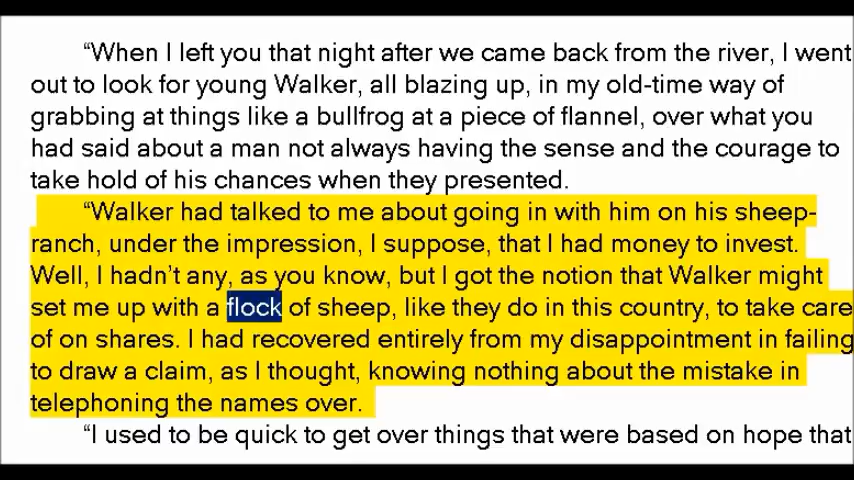 “When I left you that night after we came back from the river, I went
out to look for young Walker, all blazing up, in my old-time way of
grabbing at things like a bullfrog at a piece of flannel, over what you
had said about a man not always having the sense and the courage to
take hold of his chances when they presented.
“Walker had talked to me about going in with him on his sheep-
ranch, under the impression, I suppose, that I had money to invest.
Well, I hadn’t any, as you know, but I got the notion that Walker might
set me up with a flock of sheep, like they do in this country, to take care
of on shares. I had recovered entirely from my disappointment in failing
to draw a claim, as I thought, knowing nothing about the mistake in
telephoning the names over.
“I used to be quick to get over things that were based on hope that